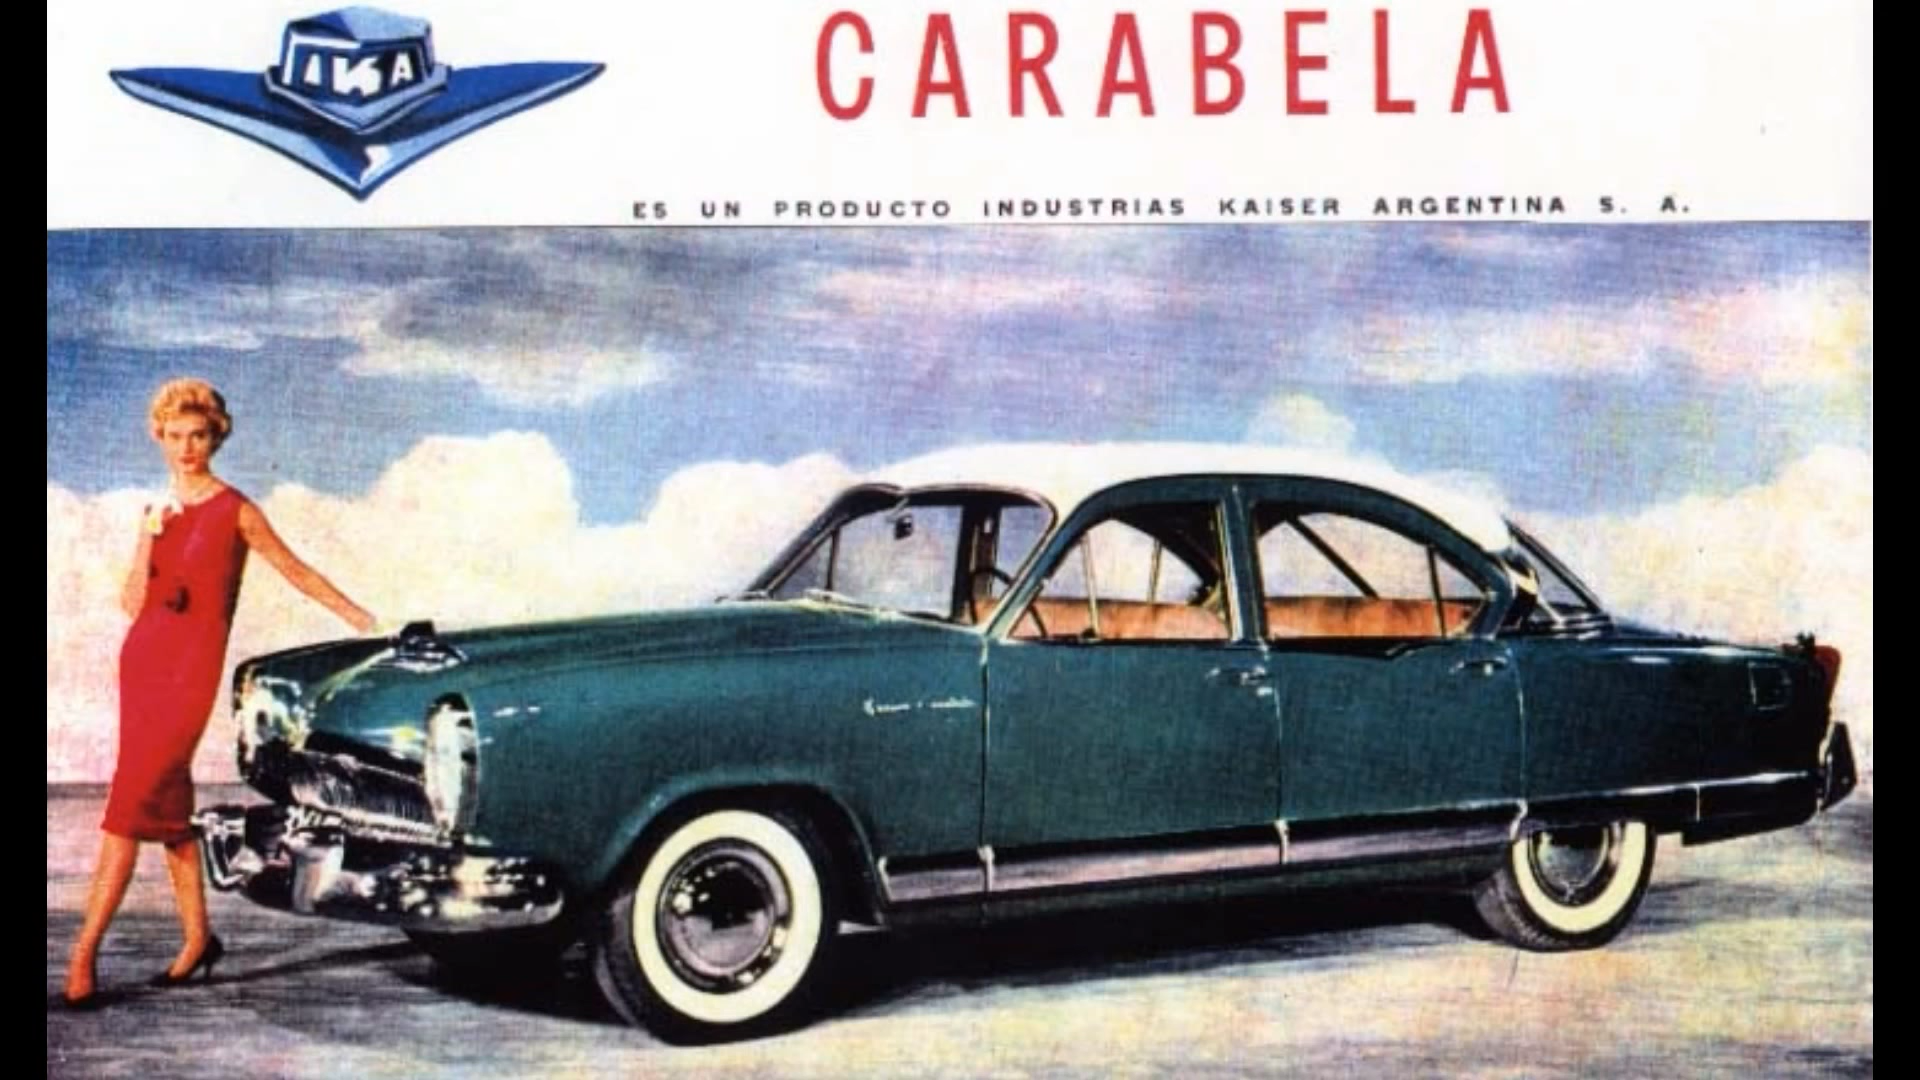 IKA
CARABELA
ES UN PRODUCTO INDUSTRIAS KAISER ARGENTINA S. A.